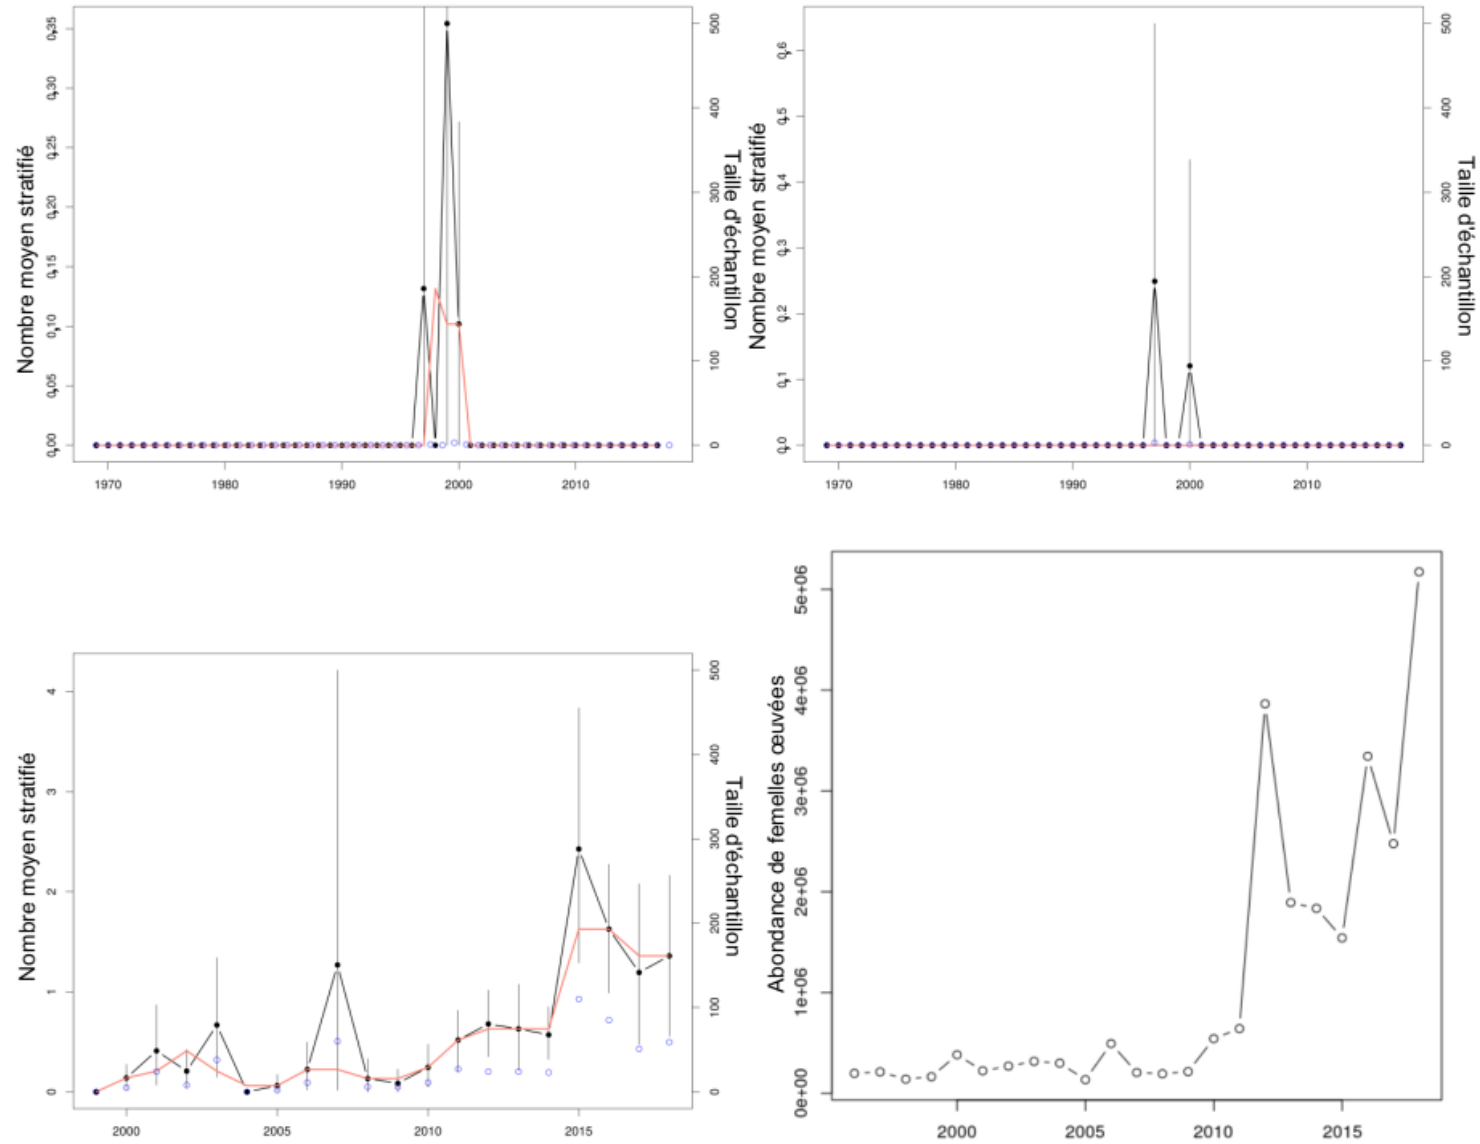 Nombre moyen stratifié
0,35
0,30
0,25
0,20
0,15
0,10
0,05
0,0
500
400
300
200
100
0
Taille d'échantillon
1970 1980 1990 2000 2010
Nombre moyen stratifié
0,6
0,5
0,4
0,3
0,2
0,1
0,0
500
400
300
200
100
0
Taille d'échantillon
1970 1980 1990 2000 2010
Nombre moyen stratifié
4
3
2
1
0
500
400
300
200
100
0
Taille d'échantillon
2000 2005 2010 2015
Abondance de femelles œuvées
5e+06
4e+06
3e+06
2e+06
1e+06
0e+00
2000 2005 2010 2015